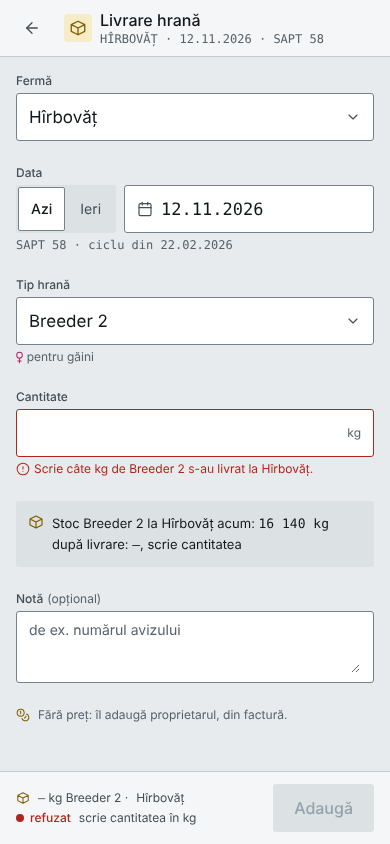 Livrare hrană
HÎRBOVĂȚ · 12.11.2026 · SAPT 58
Fermă
Hîrbovăț
Data
Azi Ieri 12.11.2026
SAPT 58 · ciclu din 22.02.2026
Tip hrană
Breeder 2
♀ pentru găini
Cantitate
kg
Scrie câte kg de Breeder 2 s-au livrat la Hîrbovăț.
Stoc Breeder 2 la Hîrbovăț acum: 16 140 kg
după livrare: —, scrie cantitatea
Notă (opțional)
de ex. numărul avizului
Fără preț: îl adaugă proprietarul, din factură.
— kg Breeder 2 · Hîrbovăț
refuzat scrie cantitatea în kg
Adaugă